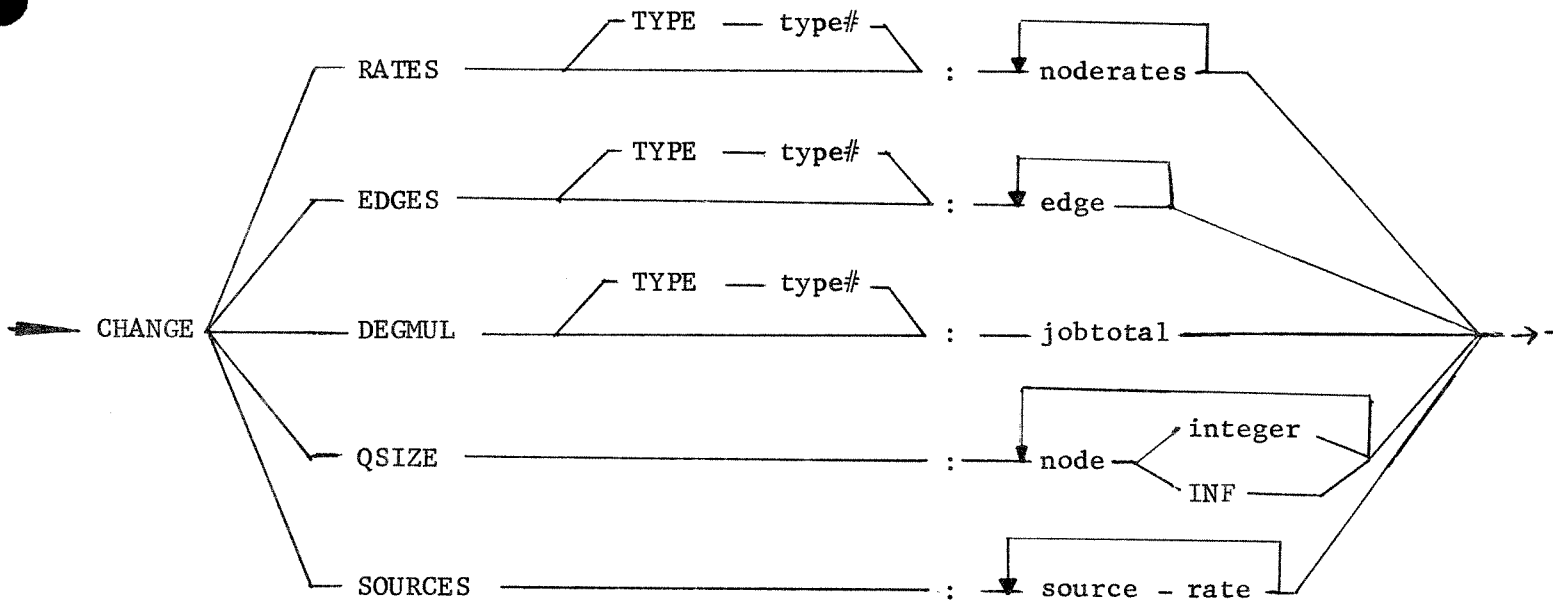 TYPE — type#
RATES : noderates
TYPE — type#
EDGES : edge
TYPE — type#
CHANGE DEGMUL : jobtotal
integer
QSIZE : node
INF
SOURCES : source - rate